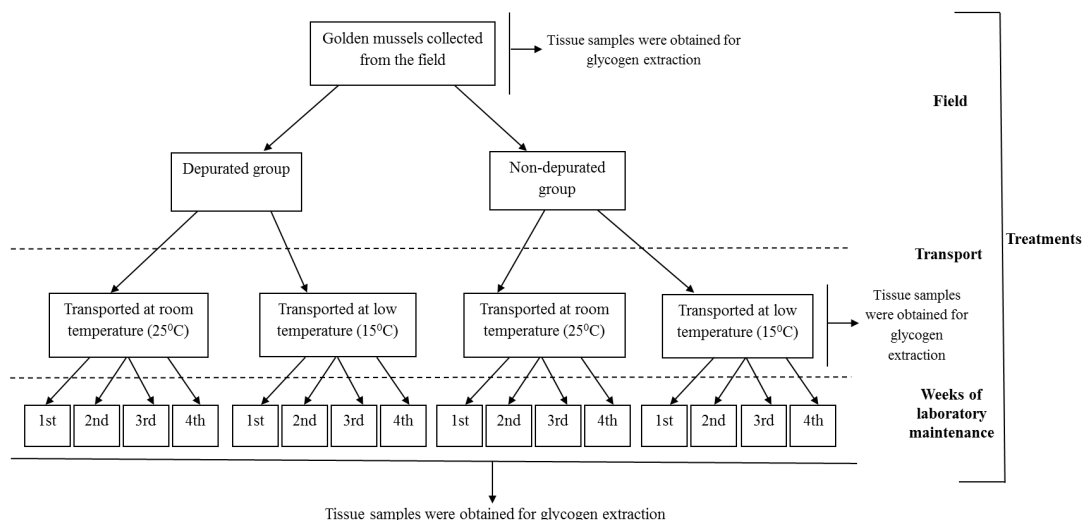 Golden mussels collected
from the field
Tissue samples were obtained for
glycogen extraction
Field
Depurated group
Non-depurated
group
Treatments
Transport
Transported at room
temperature (25⁰C)
Transported at low
temperature (15⁰C)
Transported at room
temperature (25⁰C)
Transported at low
temperature (15⁰C)
Tissue samples
were obtained for
glycogen
extraction
1st
2nd
3rd
4th
1st
2nd
3rd
4th
1st
2nd
3rd
4th
1st
2nd
3rd
4th
Weeks of
laboratory
maintenance
Tissue samples were obtained for glycogen extraction